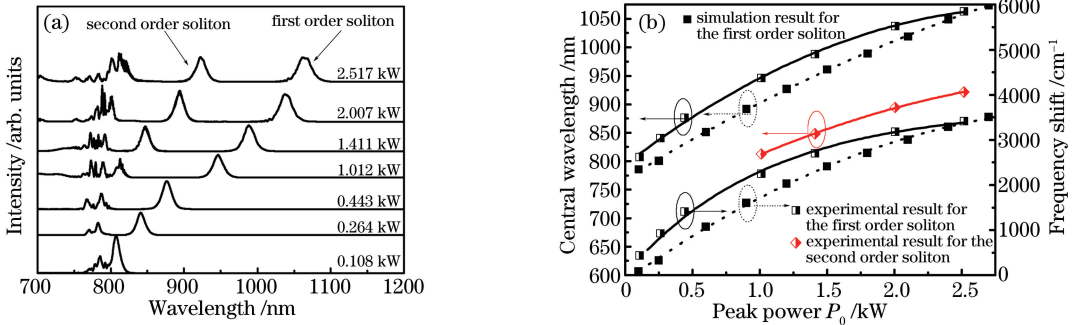 (a)
second order soliton
first order soliton
2.517 kW
2.007 kW
1.411 kW
1.012 kW
0.443 kW
0.264 kW
0.108 kW
Intensity /arb. units
700 800 900 1000 1100 1200
Wavelength /nm
(b)
simulation result for
the first order soliton
experimental result for
the first order soliton
experimental result for the
second order soliton
Central wavelength /nm
1050
1000
950
900
850
800
750
700
650
600
0 0.5 1.0 1.5 2.0 2.5
Peak power P₀ /kW
6000
5000
4000
3000
2000
1000
0
Frequency shift /cm⁻¹